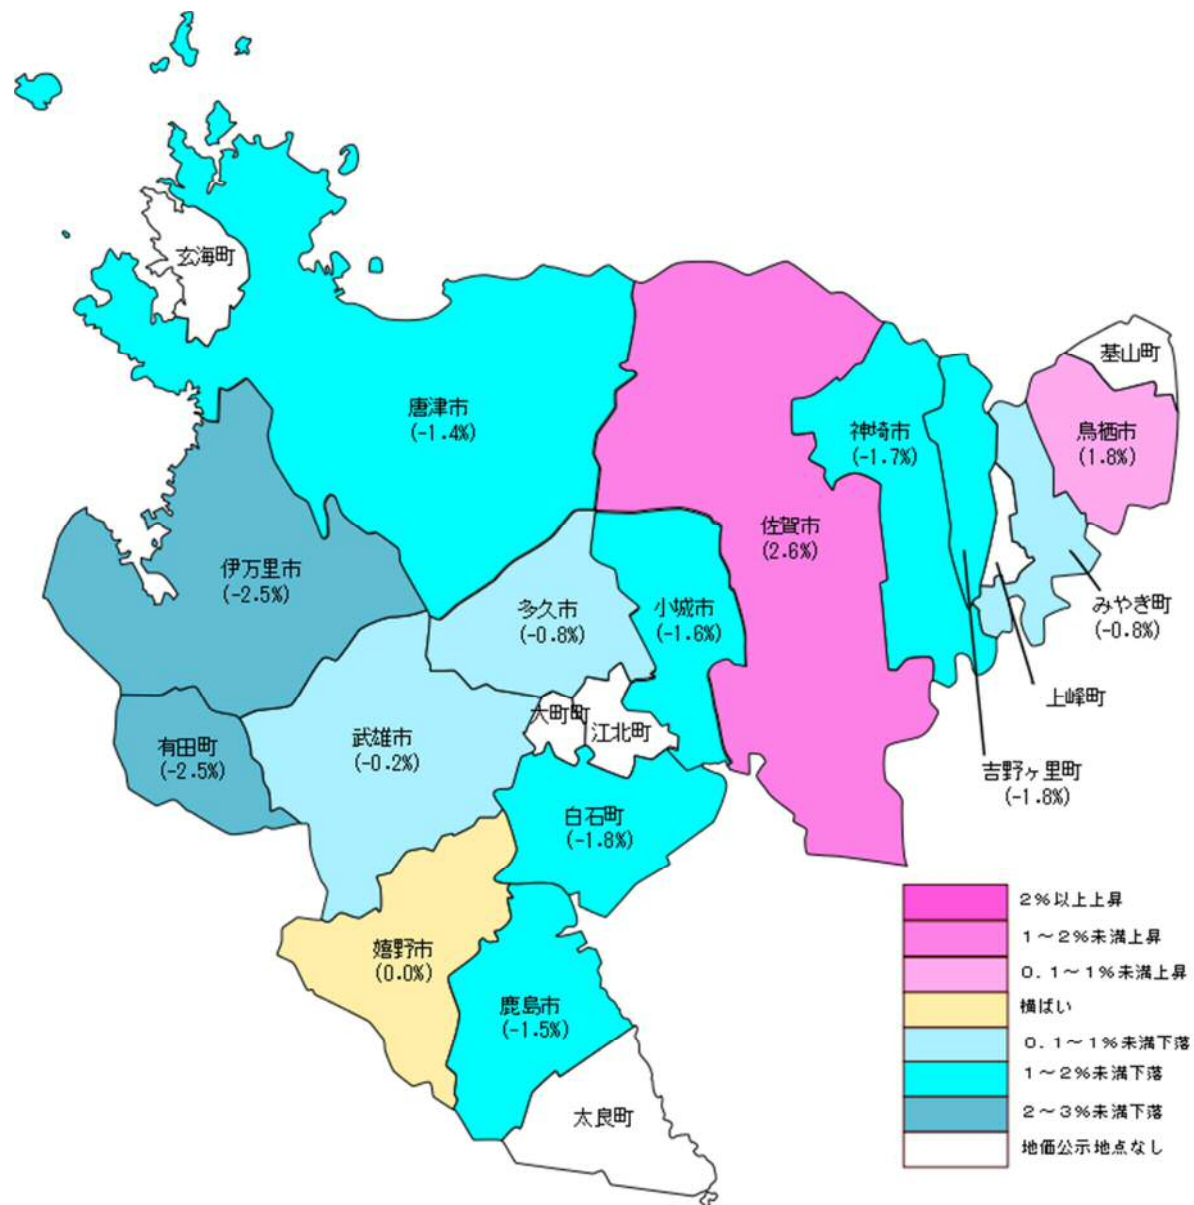 玄海町
唐津市
(-1.4%)
基山町
鳥栖市
(1.8%)
神埼市
(-1.7%)
佐賀市
(2.6%)
伊万里市
(-2.5%)
多久市
(-0.8%)
小城市
(-1.6%)
みやき町
(-0.8%)
上峰町
吉野ヶ里町
(-1.8%)
大町町
江北町
有田町
(-2.5%)
武雄市
(-0.2%)
白石町
(-1.8%)
嬉野市
(0.0%)
鹿島市
(-1.5%)
太良町
2%以上上昇
1~2%未満上昇
0.1~1%未満上昇
横ばい
0.1~1%未満下落
1~2%未満下落
2~3%未満下落
地価公示地点なし